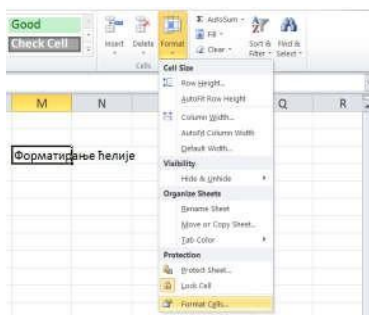 Good
Check Cell
Insert Delete Format
Cells
Σ AutoSum
Fill
Clear
Sort & Filter
Find & Select
Cell Size
Row Height...
AutoFit Row Height
Column Width...
AutoFit Column Width
Default Width...
Visibility
Hide & Unhide
Organize Sheets
Rename Sheet
Move or Copy Sheet...
Tab Color
Protection
Protect Sheet...
Lock Cell
Format Cells...
M N Q R
Форматирање ћелије